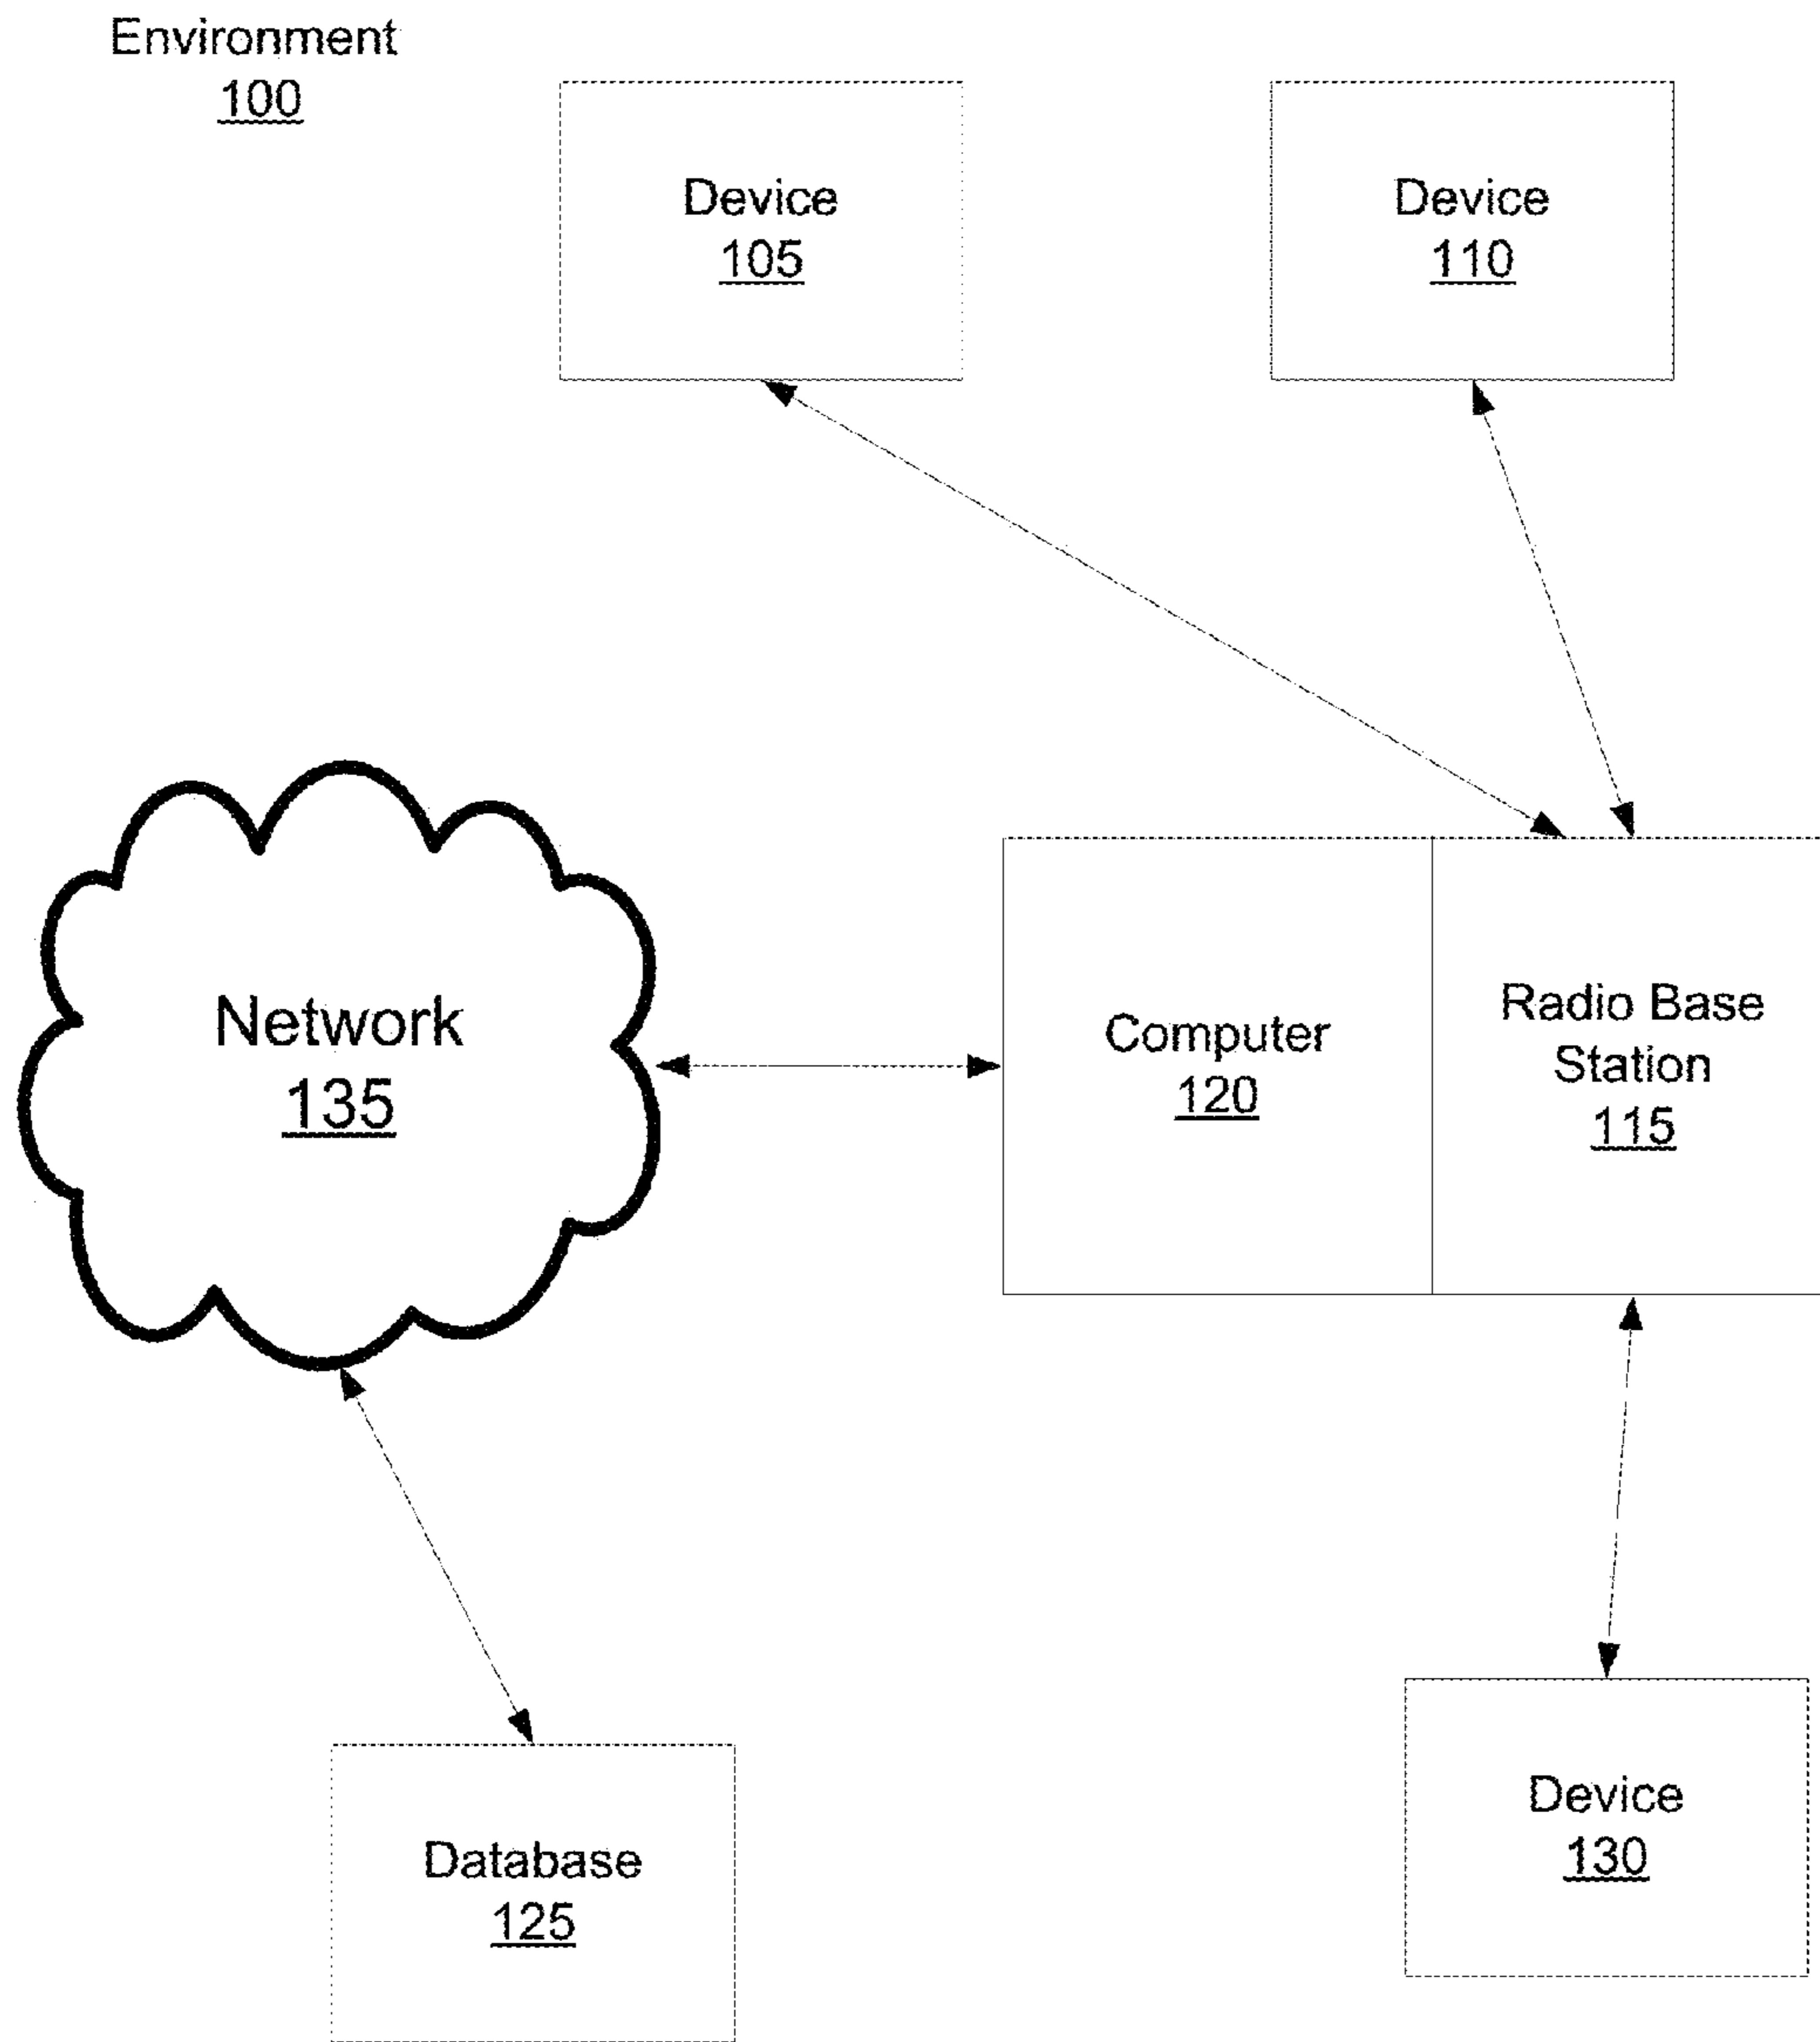 Environment
100
Device
105
Device
110
Network
135
Computer
120
Radio Base
Station
115
Database
125
Device
130